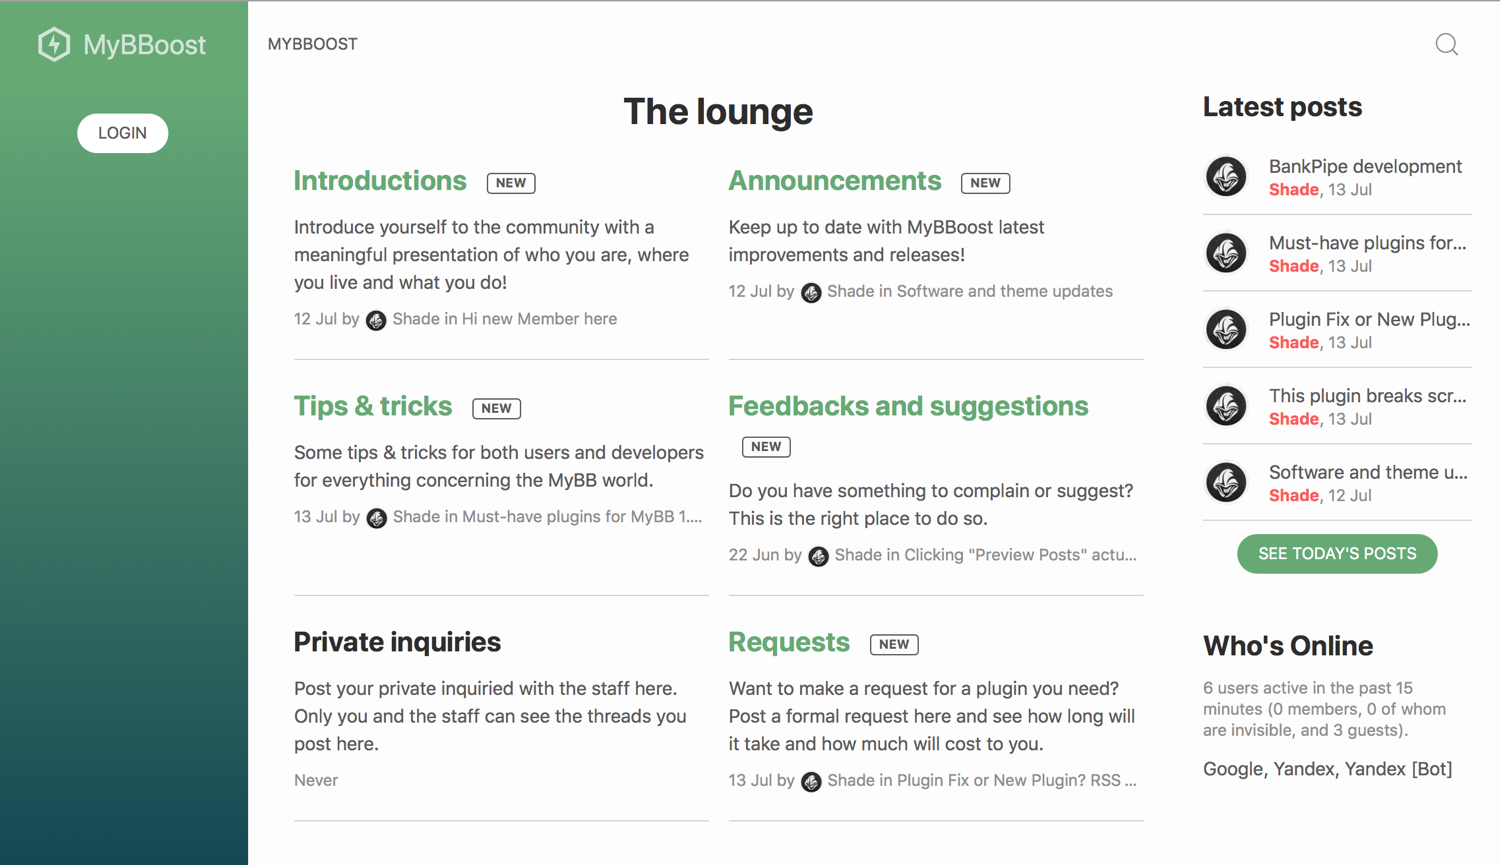 MyBBoost
LOGIN
MYBBOOST
The lounge
Introductions NEW
Introduce yourself to the community with a
meaningful presentation of who you are, where
you live and what you do!
12 Jul by Shade in Hi new Member here
Announcements NEW
Keep up to date with MyBBoost latest
improvements and releases!
12 Jul by Shade in Software and theme updates
Tips & tricks NEW
Some tips & tricks for both users and developers
for everything concerning the MyBB world.
13 Jul by Shade in Must-have plugins for MyBB 1....
Feedbacks and suggestions
NEW
Do you have something to complain or suggest?
This is the right place to do so.
22 Jun by Shade in Clicking "Preview Posts" actu...
Private inquiries
Post your private inquiried with the staff here.
Only you and the staff can see the threads you
post here.
Never
Requests NEW
Want to make a request for a plugin you need?
Post a formal request here and see how long will
it take and how much will cost to you.
13 Jul by Shade in Plugin Fix or New Plugin? RSS ...
Latest posts
BankPipe development
Shade, 13 Jul
Must-have plugins for...
Shade, 13 Jul
Plugin Fix or New Plug...
Shade, 13 Jul
This plugin breaks scr...
Shade, 13 Jul
Software and theme u...
Shade, 12 Jul
SEE TODAY'S POSTS
Who's Online
6 users active in the past 15
minutes (0 members, 0 of whom
are invisible, and 3 guests).
Google, Yandex, Yandex [Bot]